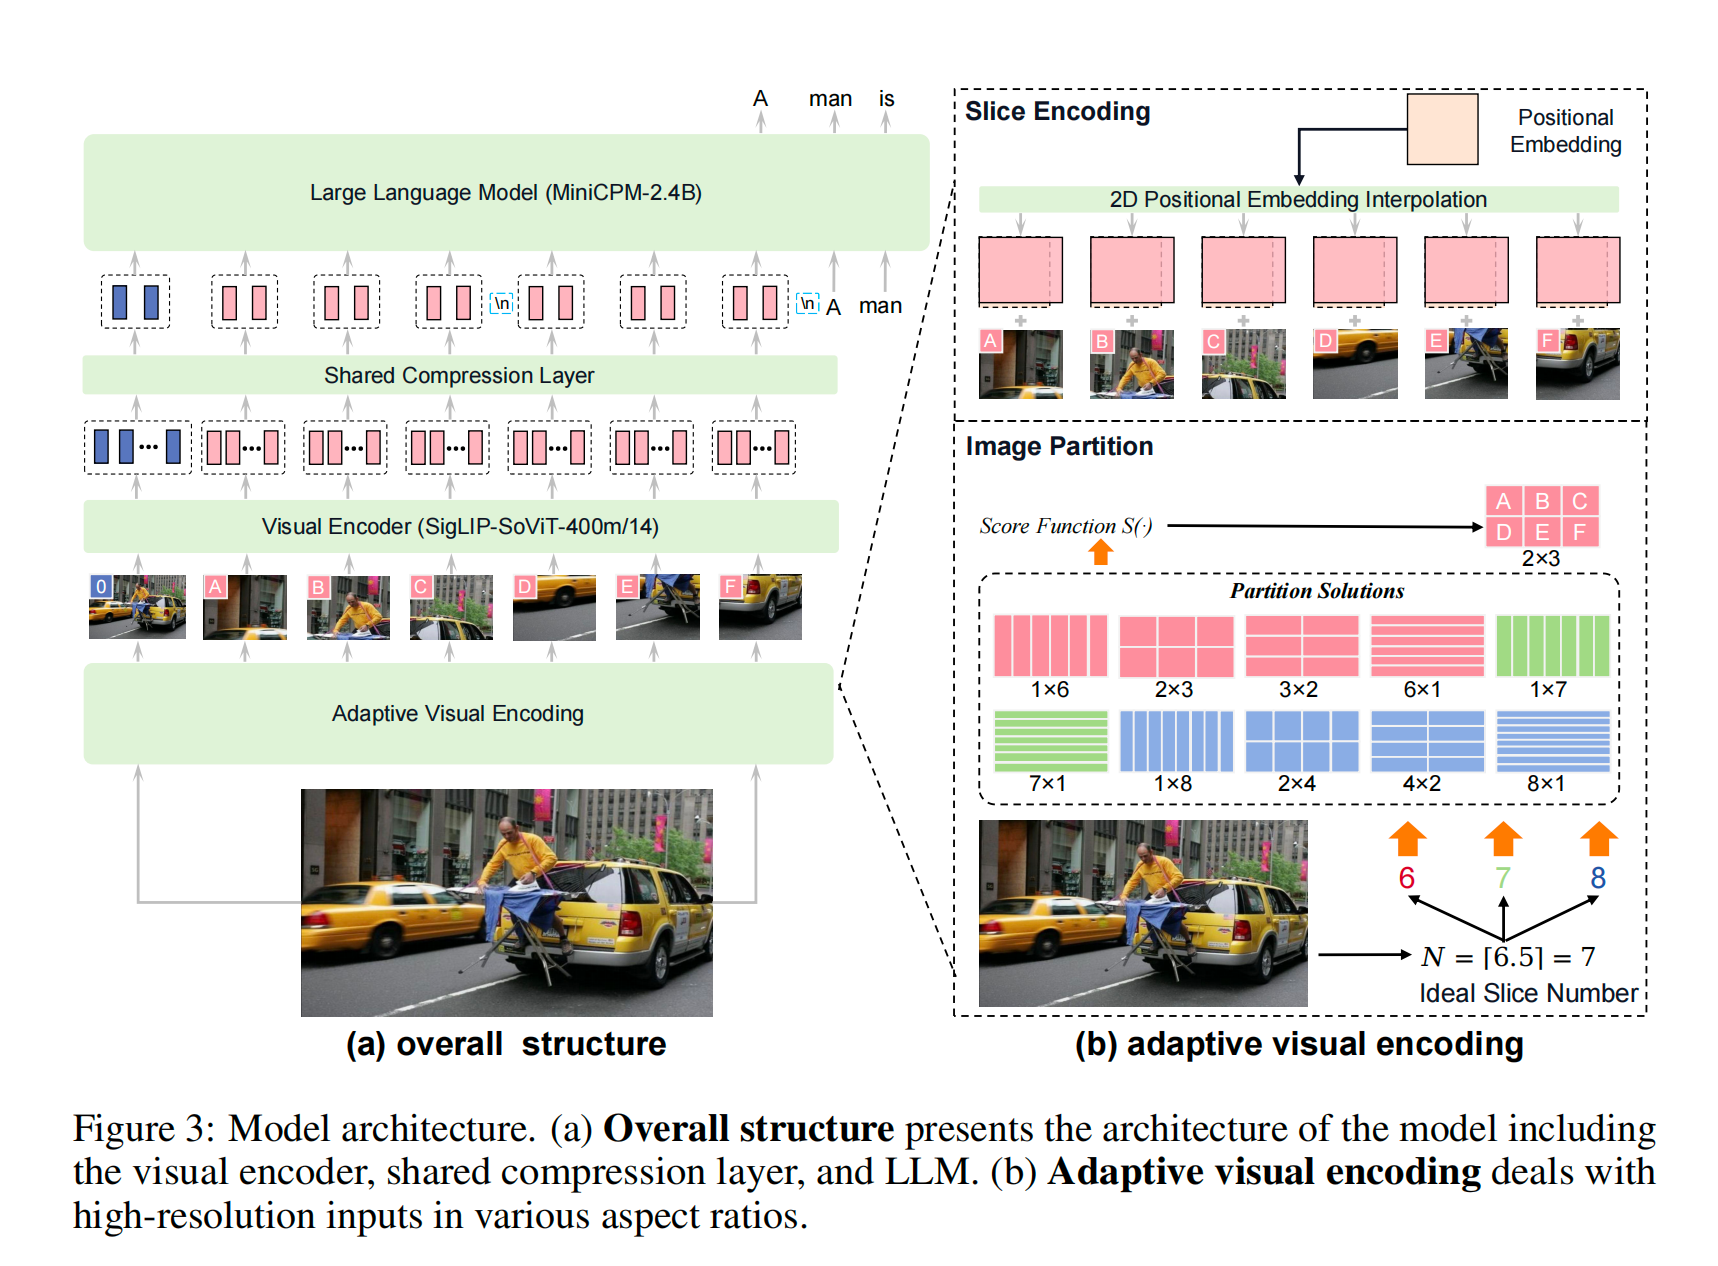 A man is
Large Language Model (MiniCPM-2.4B)
\n \n A man
Shared Compression Layer
Visual Encoder (SigLIP-SoViT-400m/14)
0 A B C D E F
Adaptive Visual Encoding
(a) overall structure
Slice Encoding
Positional
Embedding
2D Positional Embedding Interpolation
A B C D E F
Image Partition
Score Function S(·)
A B C
D E F
2×3
Partition Solutions
1×6 2×3 3×2 6×1 1×7
7×1 1×8 2×4 4×2 8×1
6 7 8
N = ⌈6.5⌉ = 7
Ideal Slice Number
(b) adaptive visual encoding
Figure 3: Model architecture. (a) Overall structure presents the architecture of the model including
the visual encoder, shared compression layer, and LLM. (b) Adaptive visual encoding deals with
high-resolution inputs in various aspect ratios.